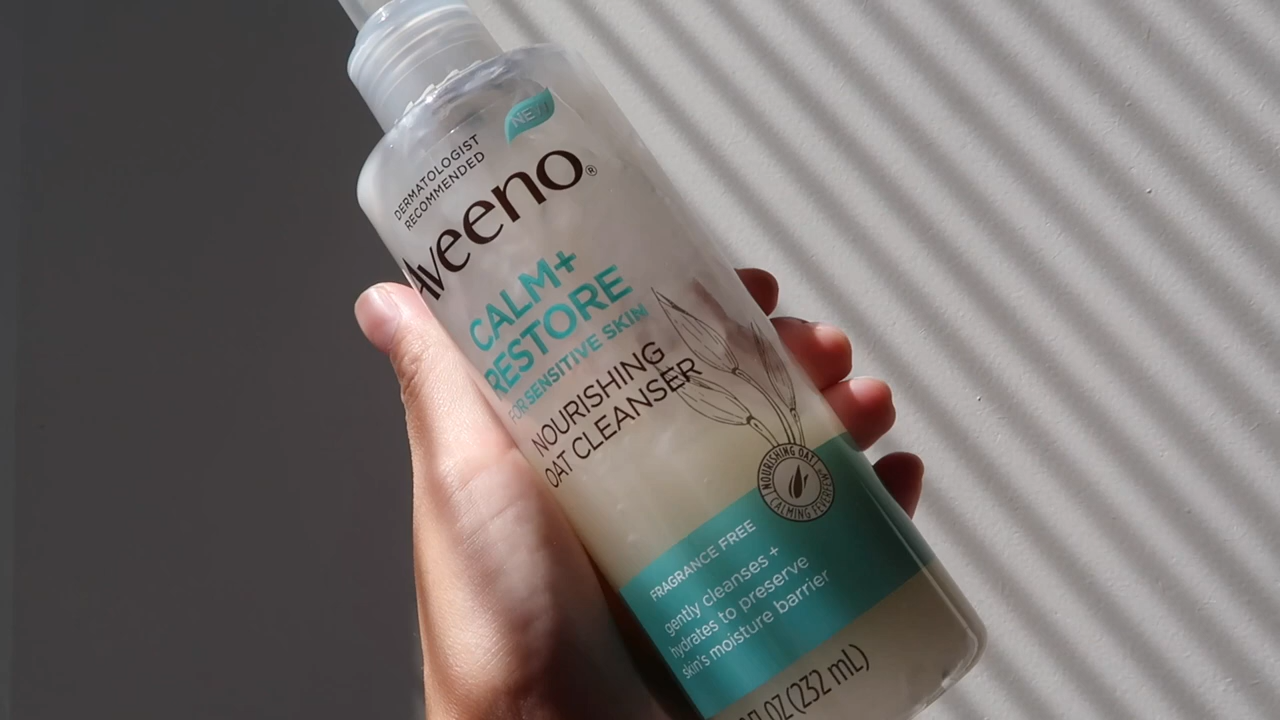 NEW!
DERMATOLOGIST
RECOMMENDED
Aveeno®
CALM+
RESTORE
FOR SENSITIVE SKIN
NOURISHING
OAT CLEANSER
NOURISHING OAT
CALMING FEVERFEW
FRAGRANCE FREE
gently cleanses +
hydrates to preserve
skin's moisture barrier
FL OZ (232 mL)